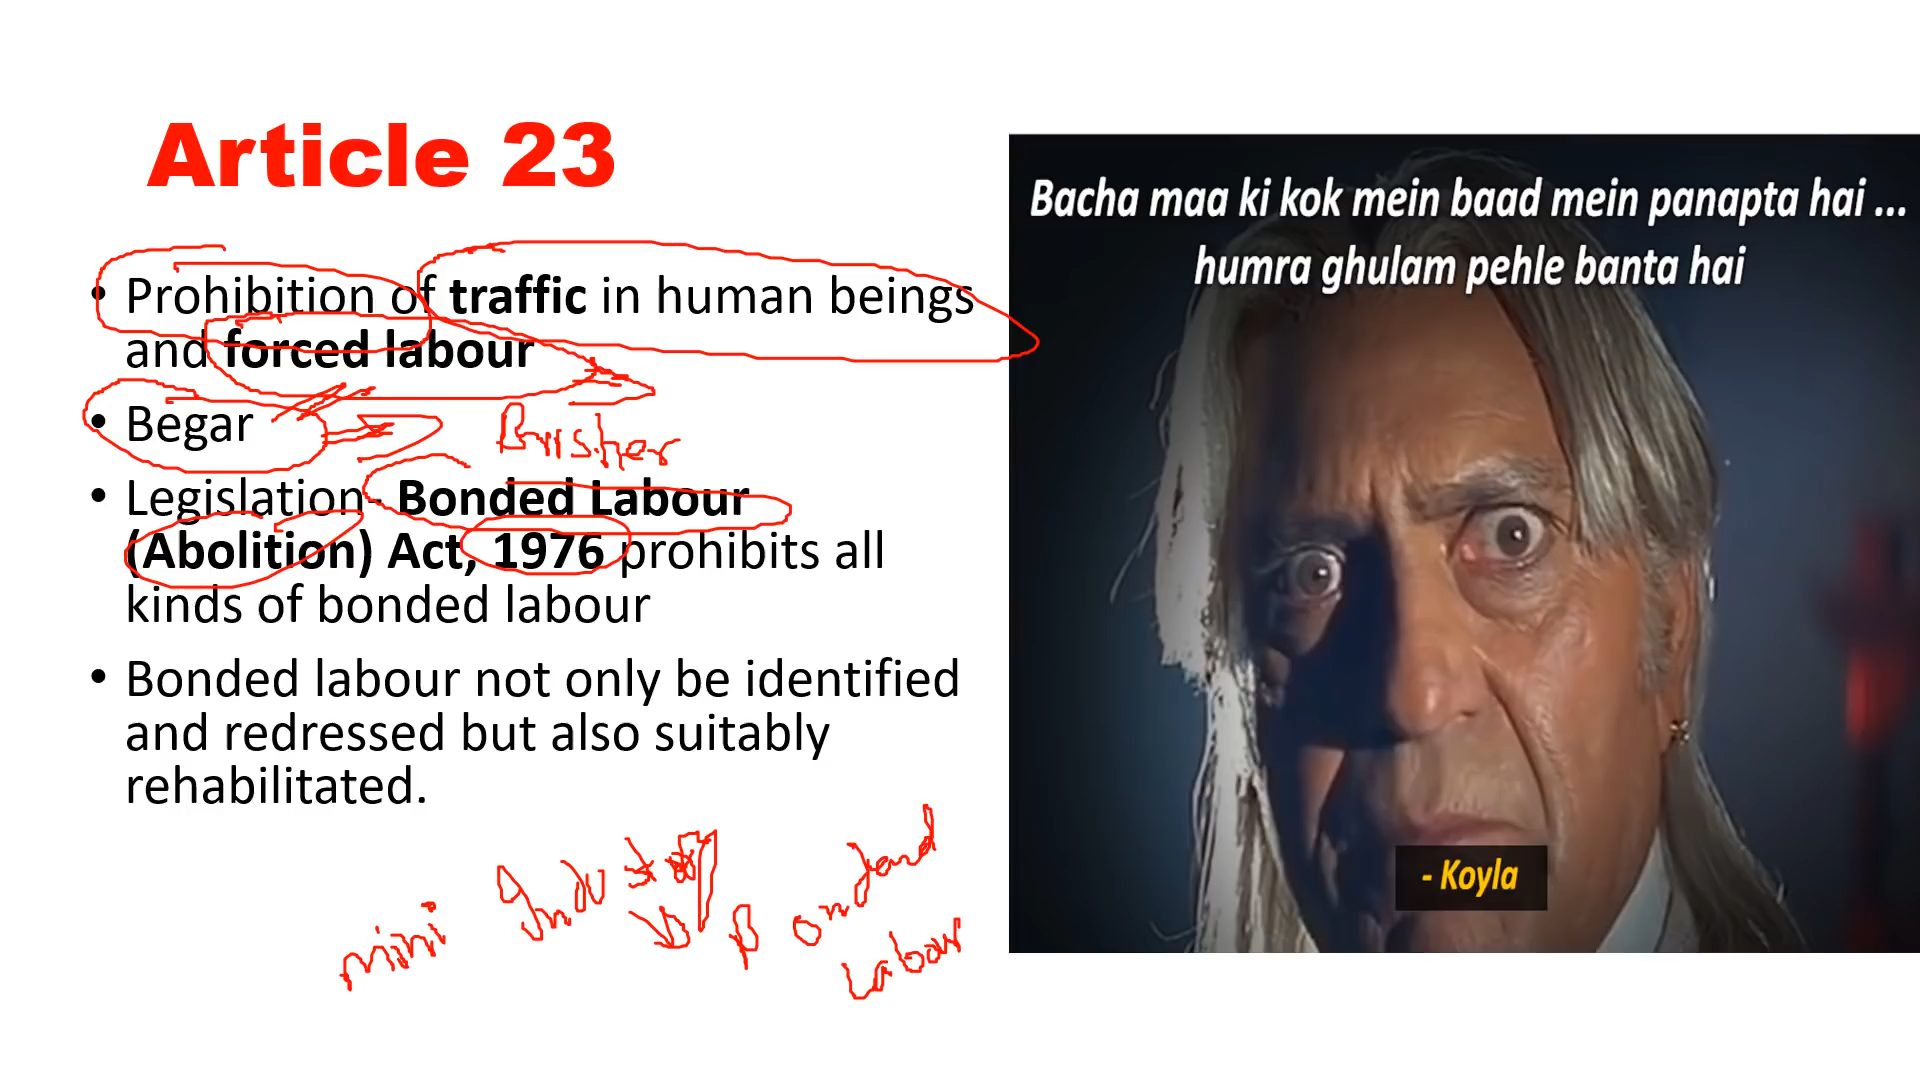 Article 23
• Prohibition of traffic in human beings
and forced labour
• Begar
• Legislation- Bonded Labour
(Abolition) Act, 1976 prohibits all
kinds of bonded labour
• Bonded labour not only be identified
and redressed but also suitably
rehabilitated.
mini
Labour
Bacha maa ki kok mein baad mein panapta hai ...
humra ghulam pehle banta hai
- Koyla